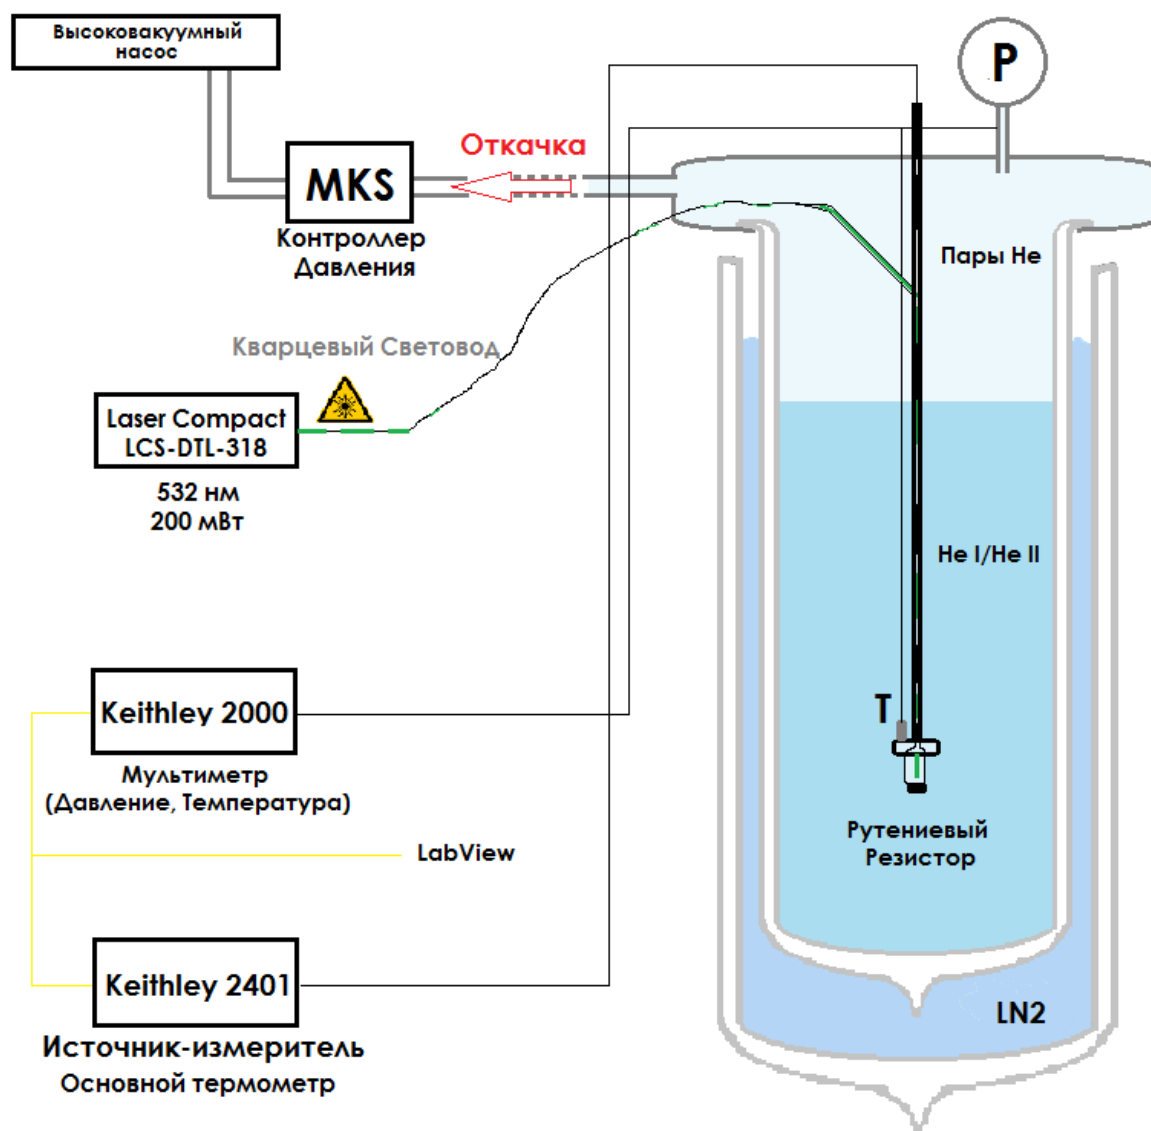 Высоковакуумный
насос
P
Откачка
MKS
Контроллер
Давления
Пары He
Кварцевый Световод
Laser Compact
LCS-DTL-318
532 нм
200 мВт
He I/He II
Keithley 2000
T
Мультиметр
(Давление, Температура)
Рутениевый
Резистор
LabView
Keithley 2401
LN2
Источник-измеритель
Основной термометр